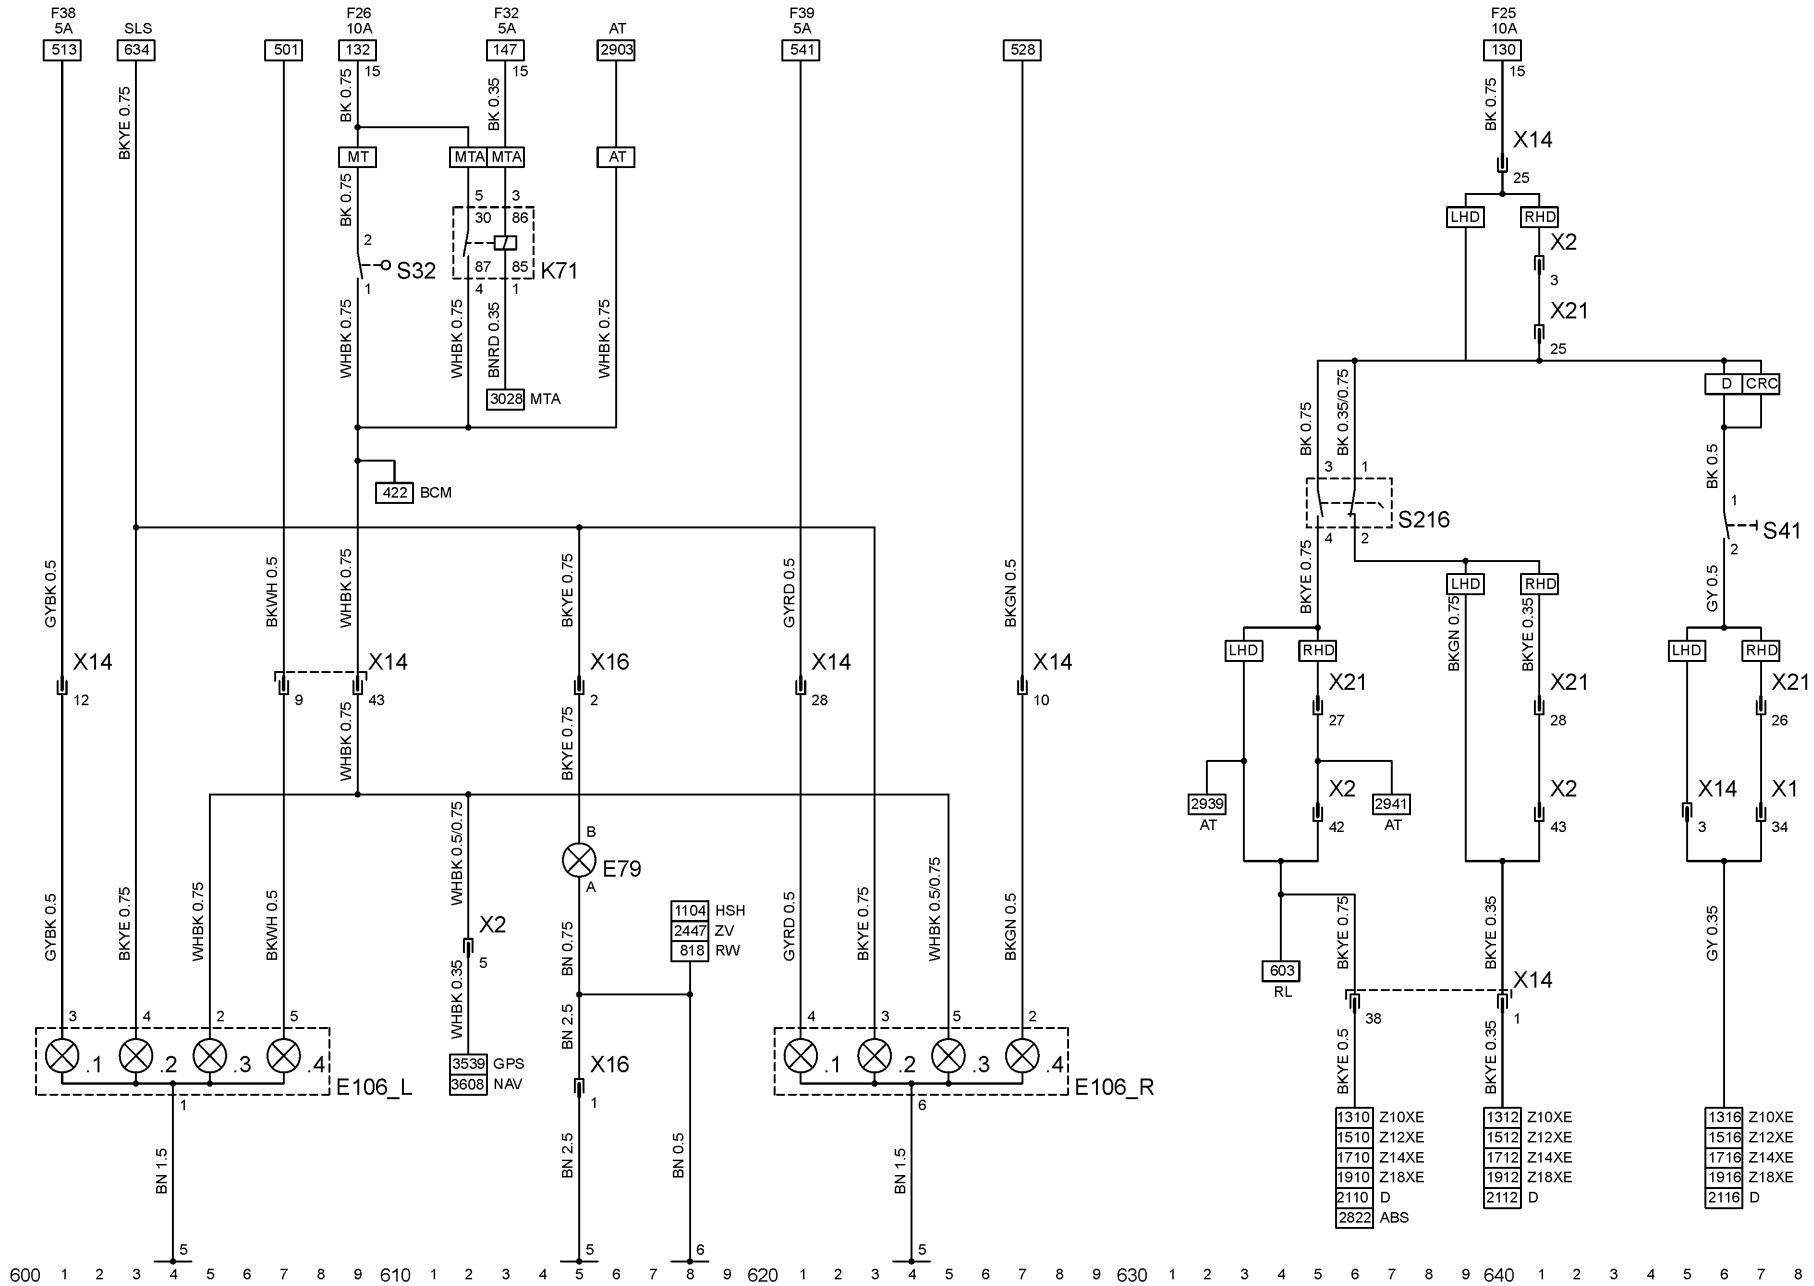 F38
5A
513
SLS
634
501
F26
10A
132
15
F32
5A
147
15
AT
2903
F39
5A
541
528
F25
10A
130
15
BK 0.75
BKYE 0.75
BK 0.35
BK 0.75
X14
25
MT
MTA
MTA
AT
LHD
RHD
BK 0.75
5
3
30
86
2
S32
1
87
85
K71
4
1
X2
3
X21
25
WHBK 0.75
WHBK 0.75
BNRD 0.35
WHBK 0.75
3028
MTA
D
CRC
BK 0.75
BK 0.35/0.75
BK 0.5
3
1
1
422
BCM
S216
S41
4
2
2
GYBK 0.5
BKWH 0.5
WHBK 0.75
BKYE 0.75
GYRD 0.5
BKGN 0.5
BKYE 0.75
LHD
RHD
GY 0.5
BKGN 0.75
BKYE 0.35
LHD
RHD
LHD
RHD
X14
12
9
X14
43
X16
2
X14
28
X14
10
X21
27
X21
28
X21
26
WHBK 0.75
BKYE 0.75
2939
AT
X2
42
2941
AT
X2
43
X14
3
X1
34
B
E79
A
WHBK 0.5/0.75
GYBK 0.5
BKYE 0.75
WHBK 0.75
BKWH 0.5
X2
5
BN 0.75
1104 HSH
2447 ZV
818 RW
GYRD 0.5
BKYE 0.75
WHBK 0.5/0.75
BKGN 0.5
BKYE 0.75
BKYE 0.35
GY 0.35
603
RL
X14
38
1
WHBK 0.35
BN 2.5
3
4
2
5
4
3
5
2
.1
.2
.3
.4
E106_L
1
3539 GPS
3608 NAV
X16
1
.1
.2
.3
.4
E106_R
6
BKYE 0.5
BKYE 0.35
1310 Z10XE
1510 Z12XE
1710 Z14XE
1910 Z18XE
2110 D
2822 ABS
1312 Z10XE
1512 Z12XE
1712 Z14XE
1912 Z18XE
2112 D
1316 Z10XE
1516 Z12XE
1716 Z14XE
1916 Z18XE
2116 D
BN 1.5
BN 2.5
BN 0.5
BN 1.5
5
5
6
5
600 1 2 3 4 5 6 7 8 9 610 1 2 3 4 5 6 7 8 9 620 1 2 3 4 5 6 7 8 9 630 1 2 3 4 5 6 7 8 9 640 1 2 3 4 5 6 7 8